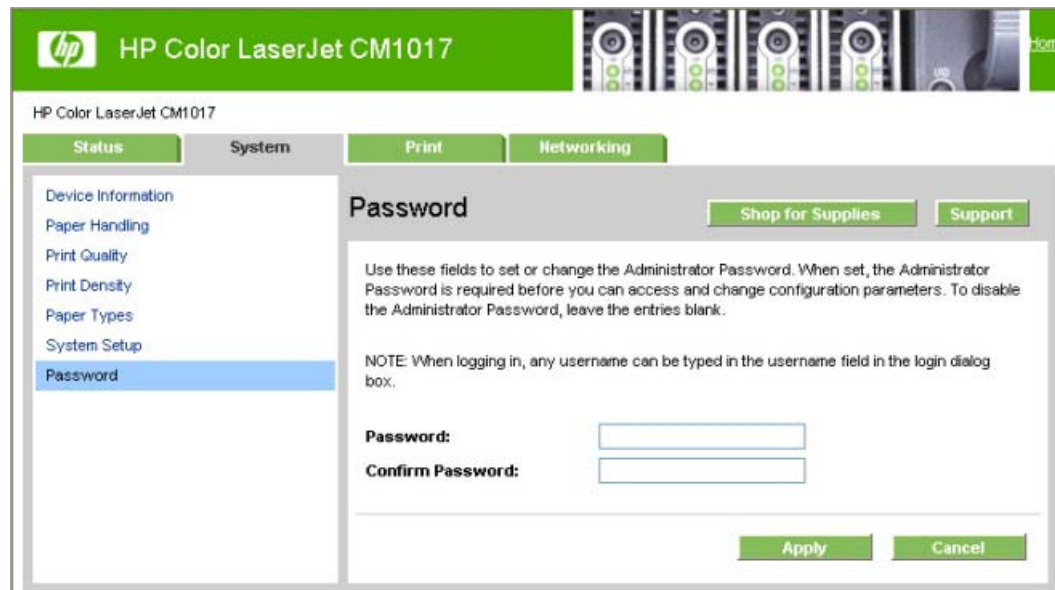 hp HP Color LaserJet CM1017
HP Color LaserJet CM1017
Status System Print Networking
Device Information
Paper Handling
Print Quality
Print Density
Paper Types
System Setup
Password
Password
Shop for Supplies Support
Use these fields to set or change the Administrator Password. When set, the Administrator
Password is required before you can access and change configuration parameters. To disable
the Administrator Password, leave the entries blank.
NOTE: When logging in, any username can be typed in the username field in the login dialog
box.
Password:
Confirm Password:
Apply Cancel